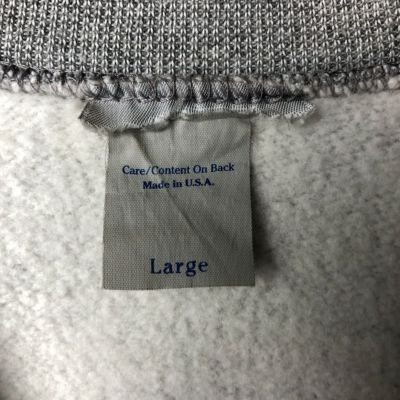 Care/Content On Back
Made in U.S.A.
Large